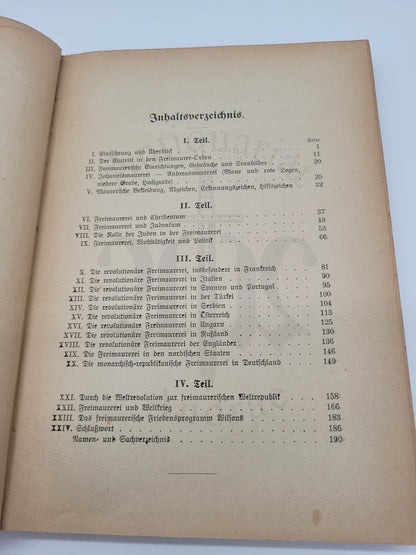 Inhaltsverzeichnis.
I. Teil.
Seite
I. Einführung und Überblick 1
II. Der Eintritt in den Freimaurer-Orden 11
III. Freimaurerische Einrichtungen, Gebräuche und Sinnbilder 20
IV. Johannismaurerei — Andreasmaurerei (Blaue und rote Logen,
niedere Grade, Hochgrade) 25
V. Maurerische Bekleidung, Abzeichen, Erkennungszeichen, Hilfszeichen 32
II. Teil.
VI. Freimaurerei und Christentum 37
VII. Freimaurerei und Judentum 49
VIII. Die Rolle der Juden in der Freimaurerei 53
IX. Freimaurerei, Wohltätigkeit und Politik 66
III. Teil.
X. Die revolutionäre Freimaurerei, insbesondere in Frankreich 81
XI. Die revolutionäre Freimaurerei in Italien 90
XII. Die revolutionäre Freimaurerei in Spanien und Portugal 95
XIII. Die revolutionäre Freimaurerei in der Türkei 100
XIV. Die revolutionäre Freimaurerei in Serbien 104
XV. Die revolutionäre Freimaurerei in Österreich 113
XVI. Die revolutionäre Freimaurerei in Ungarn 125
XVII. Die revolutionäre Freimaurerei in Rußland 130
XVIII. Die revolutionäre Freimaurerei der Engländer 136
XIX. Die Freimaurerei in den nordischen Staaten 146
XX. Die monarchisch-republikanische Freimaurerei in Deutschland 149
IV. Teil.
XXI. Durch die Weltrevolution zur freimaurerischen Weltrepublik 158
XXII. Freimaurerei und Weltkrieg 166
XXIII. Das freimaurerische Friedensprogramm Wilsons 183
XXIV. Schlußwort 186
Namen- und Sachverzeichnis 190